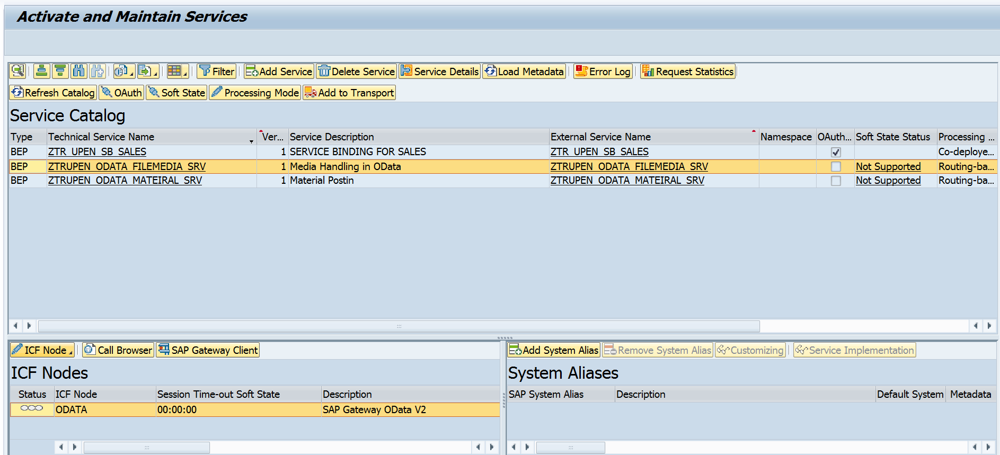 Activate and Maintain Services
Filter Add Service Delete Service Service Details Load Metadata Error Log Request Statistics
Refresh Catalog OAuth Soft State Processing Mode Add to Transport
Service Catalog
Type Technical Service Name Ver... Service Description External Service Name Namespace OAuth... Soft State Status Processing ...
BEP ZTR_UPEN_SB_SALES 1 SERVICE BINDING FOR SALES ZTR_UPEN_SB_SALES Co-deploye...
BEP ZTRUPEN_ODATA_FILEMEDIA_SRV 1 Media Handling in OData ZTRUPEN_ODATA_FILEMEDIA_SRV Not Supported Routing-ba...
BEP ZTRUPEN_ODATA_MATEIRAL_SRV 1 Material Postin ZTRUPEN_ODATA_MATEIRAL_SRV Not Supported Routing-ba...
ICF Node Call Browser SAP Gateway Client
ICF Nodes
Status ICF Node Session Time-out Soft State Description
ODATA 00:00:00 SAP Gateway OData V2
Add System Alias Remove System Alias Customizing Service Implementation
System Aliases
SAP System Alias Description Default System Metadata